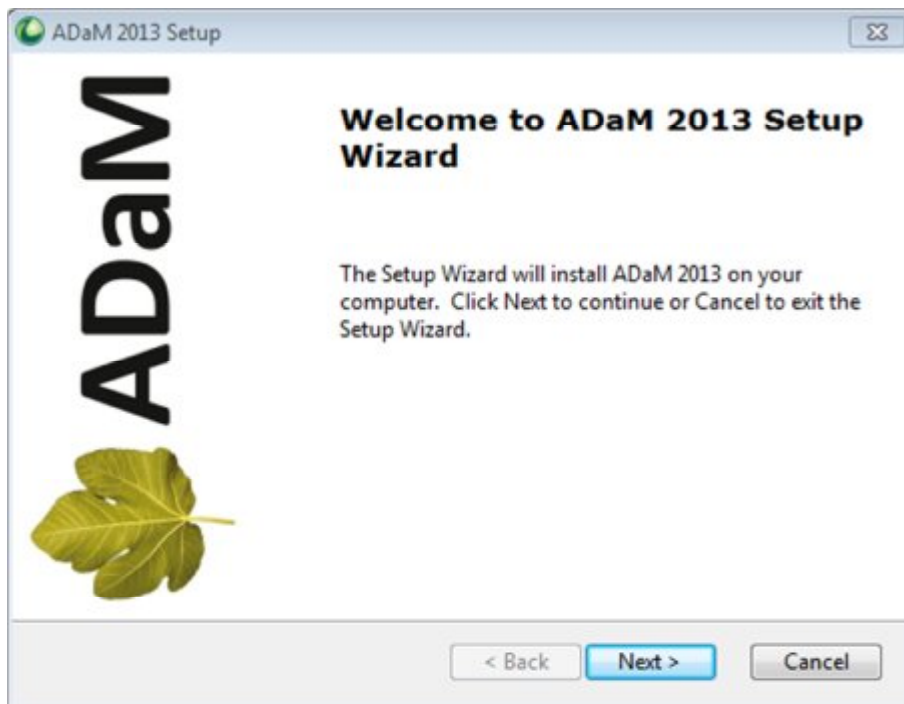 ADaM 2013 Setup
ADaM
Welcome to ADaM 2013 Setup
Wizard
The Setup Wizard will install ADaM 2013 on your
computer. Click Next to continue or Cancel to exit the
Setup Wizard.
< Back Next > Cancel